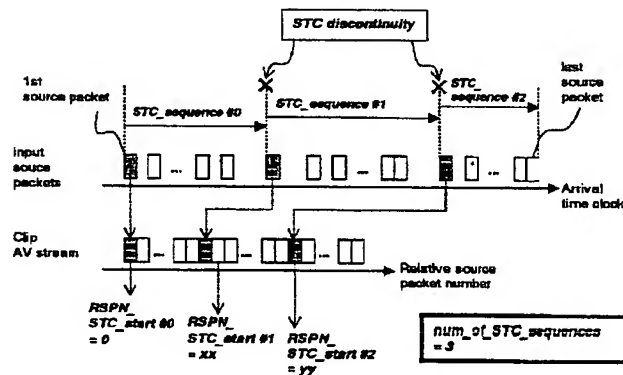 STC discontinuity
1st
source packet
STC_sequence #0
STC_sequence #1
STC_
sequence #2
last
source
packet
input
source
packets
...
...
...
Arrival
time clock
Clip
AV stream
...
...
...
Relative source
packet number
RSPN_
STC_start #0
= 0
RSPN_
STC_start #1
= xx
RSPN_
STC_start #2
= yy
num_of_STC_sequences
= 3